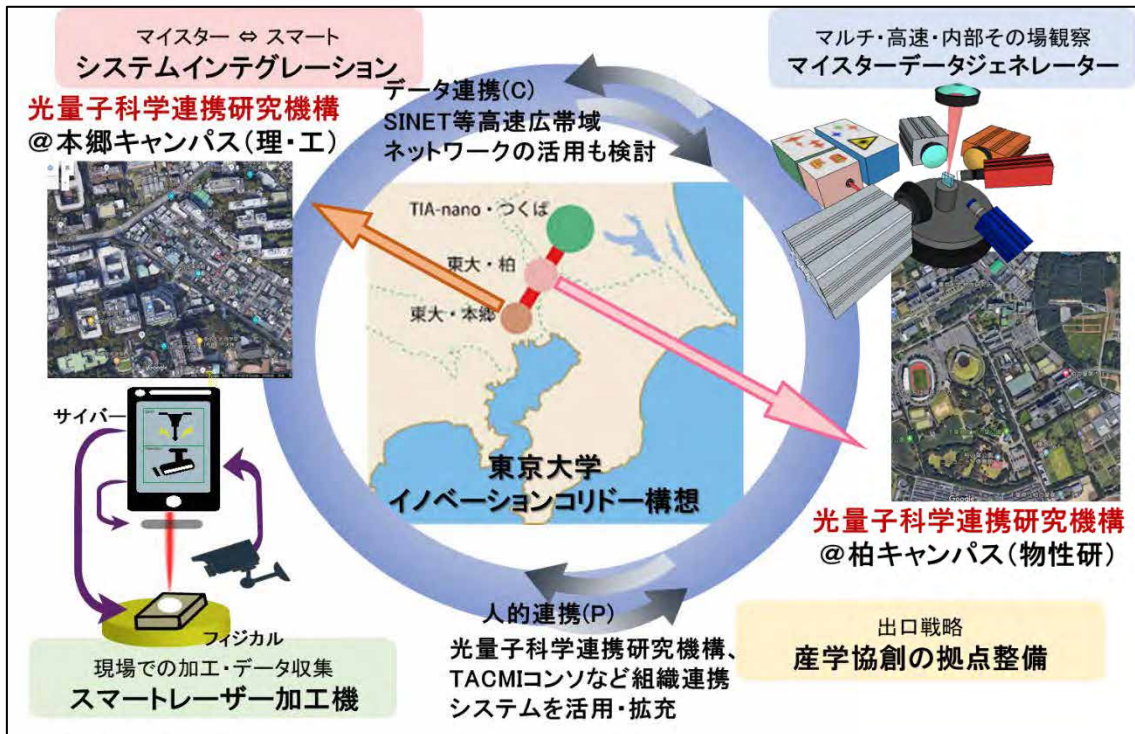 マイスター ⇔ スマート
システムインテグレーション
光量子科学連携研究機構
@本郷キャンパス(理・工)
データ連携(C)
SINET等高速広帯域
ネットワークの活用も検討
マルチ・高速・内部その場観察
マイスターデータジェネレーター
TIA-nano・つくば
東大・柏
東大・本郷
東京大学
イノベーションコリドー構想
Google
Google
光量子科学連携研究機構
@柏キャンパス(物性研)
サイバー
フィジカル
現場での加工・データ収集
スマートレーザー加工機
人的連携(P)
光量子科学連携研究機構、
TACMIコンソなど組織連携
システムを活用・拡充
出口戦略
産学協創の拠点整備